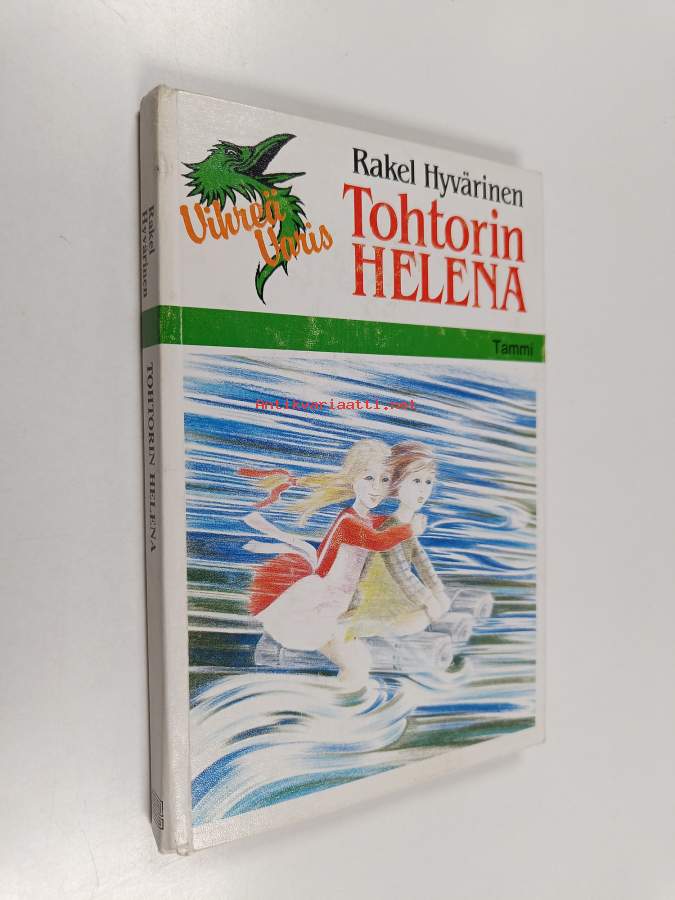 Rakel Hyvärinen
Tohtorin
HELENA
Vihreä
Varis
Tammi
Antikvariaatti.net
Rakel
Hyvärinen
TOHTORIN HELENA